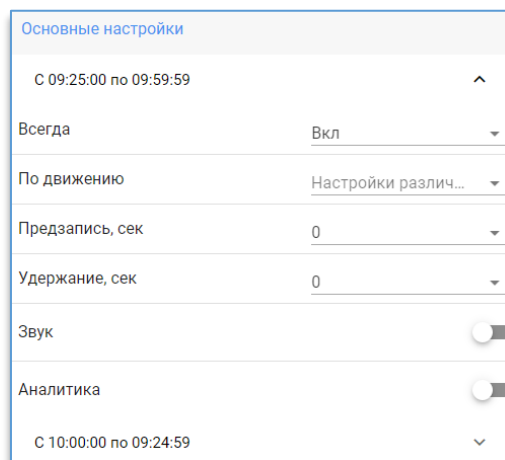 Основные настройки
С 09:25:00 по 09:59:59
Всегда Вкл
По движению Настройки различ...
Предзапись, сек 0
Удержание, сек 0
Звук
Аналитика
С 10:00:00 по 09:24:59